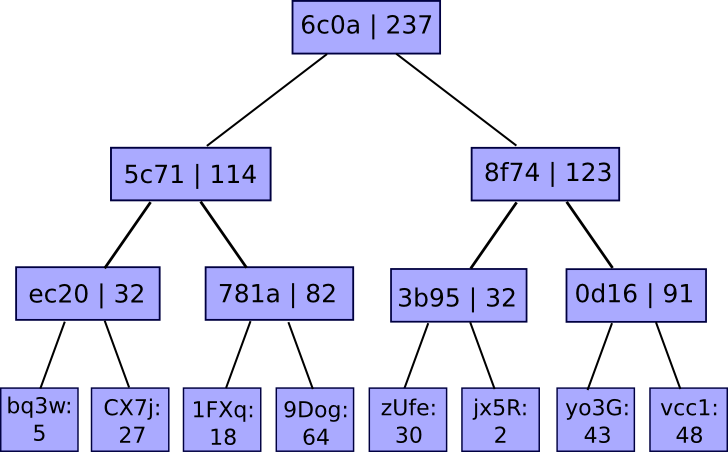 6c0a | 237
5c71 | 114
8f74 | 123
ec20 | 32
781a | 82
3b95 | 32
0d16 | 91
bq3w:
5
CX7j:
27
1FXq:
18
9Dog:
64
zUfe:
30
jx5R:
2
yo3G:
43
vcc1:
48